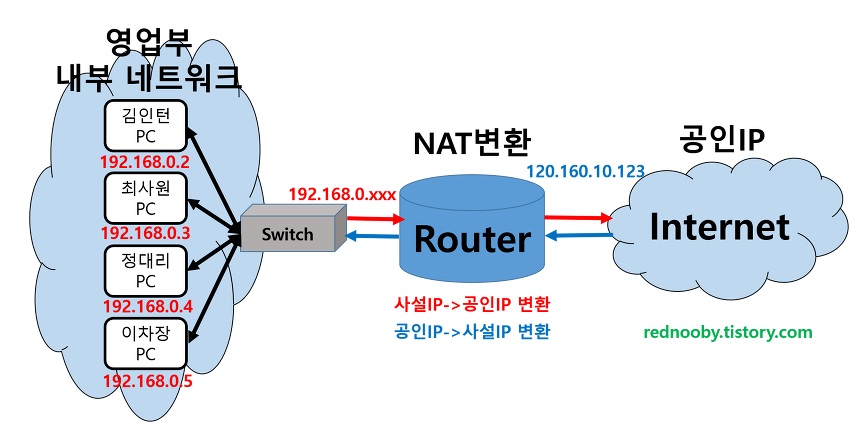 영업부
내부 네트워크
김인턴
PC
192.168.0.2
최사원
PC
192.168.0.3
정대리
PC
192.168.0.4
이차장
PC
192.168.0.5
Switch
192.168.0.xxx
NAT변환
Router
사설IP->공인IP 변환
공인IP->사설IP 변환
120.160.10.123
공인IP
Internet
rednooby.tistory.com